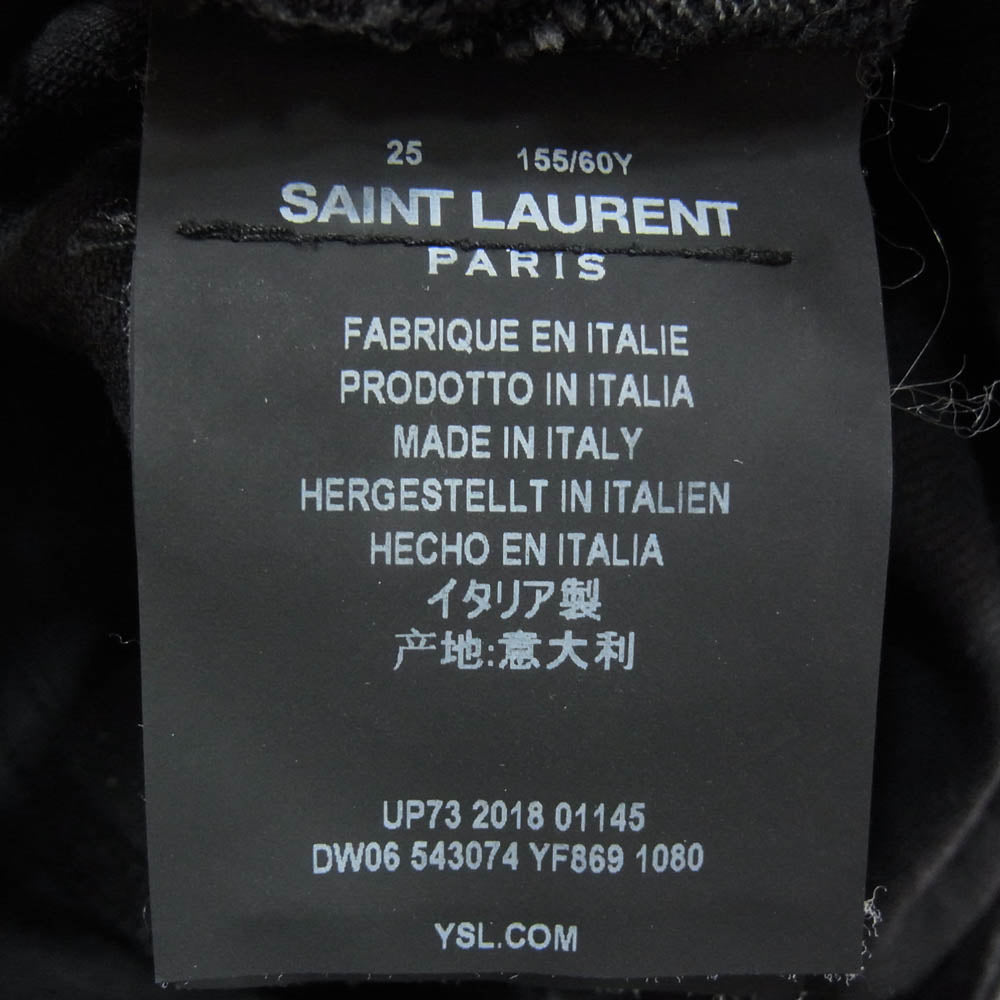 25 155/60Y
SAINT LAURENT
PARIS
FABRIQUE EN ITALIE
PRODOTTO IN ITALIA
MADE IN ITALY
HERGESTELLT IN ITALIEN
HECHO EN ITALIA
イタリア製
产地:意大利
UP73 2018 01145
DW06 543074 YF869 1080
YSL.COM